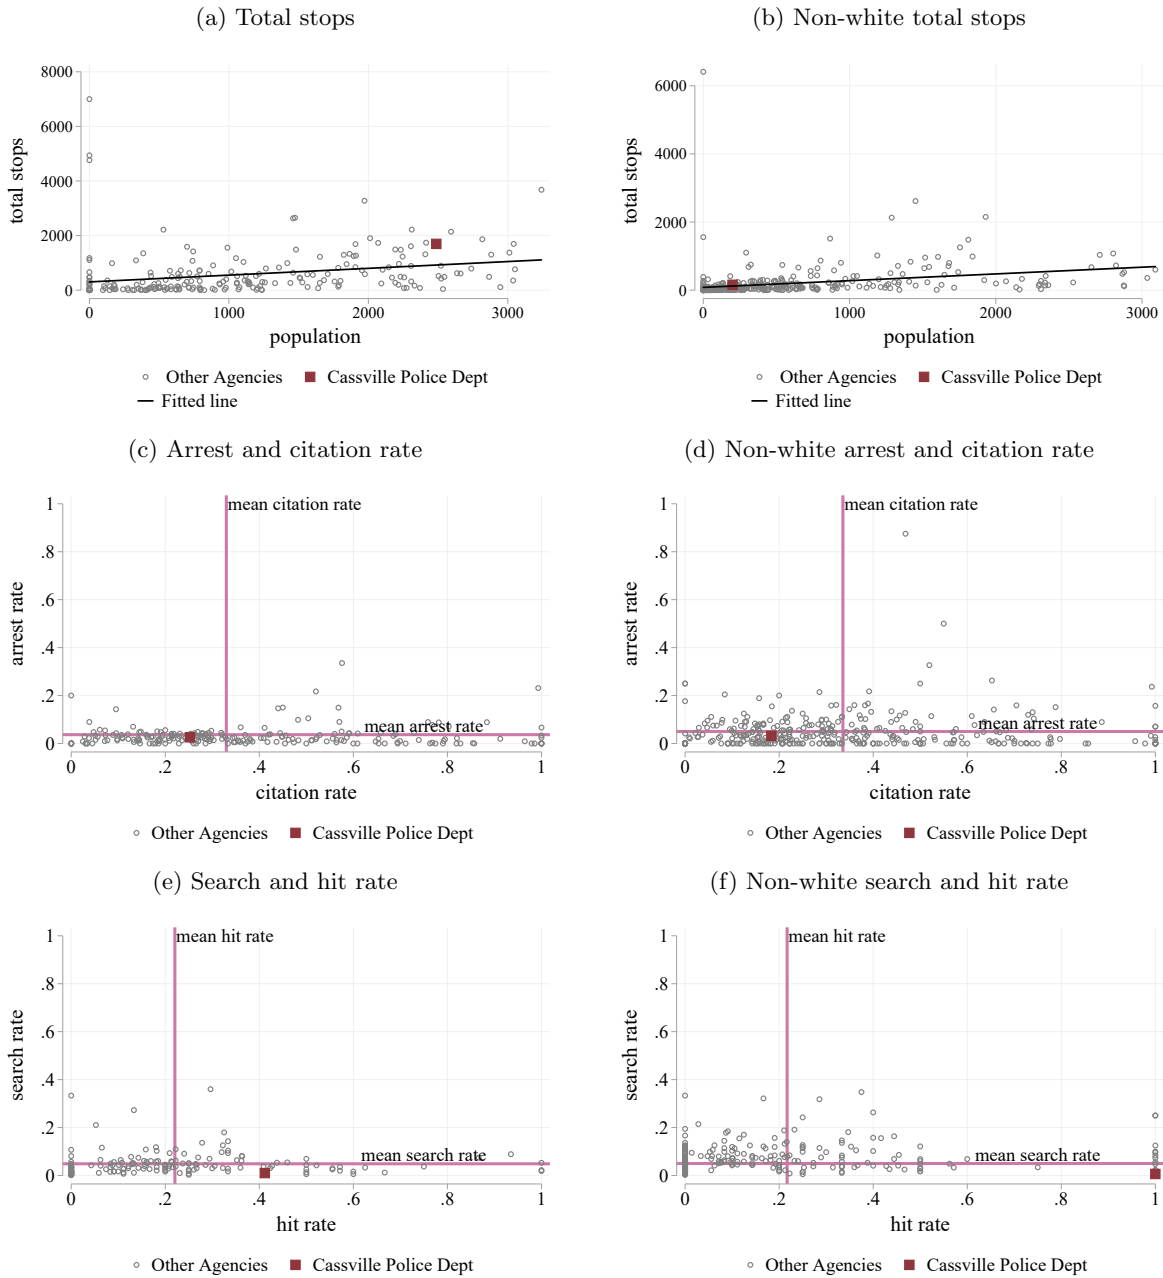 (a) Total stops
(b) Non-white total stops
8000
6000
4000
2000
0
total stops
0 1000 2000 3000
population
Other Agencies Cassville Police Dept
Fitted line
6000
4000
2000
0
total stops
0 1000 2000 3000
population
Other Agencies Cassville Police Dept
Fitted line
(c) Arrest and citation rate
(d) Non-white arrest and citation rate
1
.8
.6
.4
.2
0
arrest rate
mean citation rate
mean arrest rate
0 .2 .4 .6 .8 1
citation rate
Other Agencies Cassville Police Dept
1
.8
.6
.4
.2
0
arrest rate
mean citation rate
mean arrest rate
0 .2 .4 .6 .8 1
citation rate
Other Agencies Cassville Police Dept
(e) Search and hit rate
(f) Non-white search and hit rate
1
.8
.6
.4
.2
0
search rate
mean hit rate
mean search rate
0 .2 .4 .6 .8 1
hit rate
Other Agencies Cassville Police Dept
1
.8
.6
.4
.2
0
search rate
mean hit rate
mean search rate
0 .2 .4 .6 .8 1
hit rate
Other Agencies Cassville Police Dept